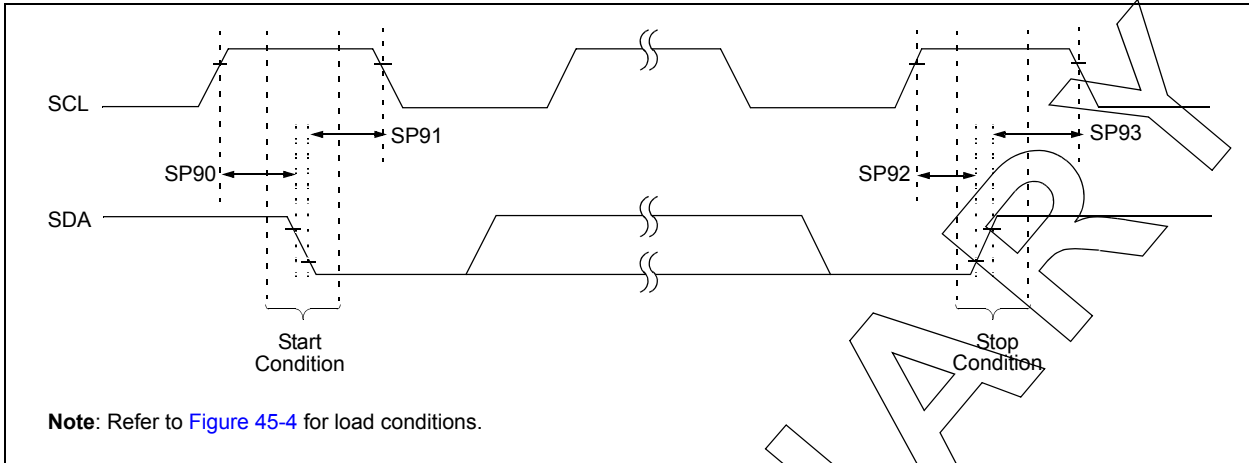 SCL
SP91
SP93
SP90
SP92
SDA
Start
Condition
Stop
Condition
Note: Refer to Figure 45-4 for load conditions.